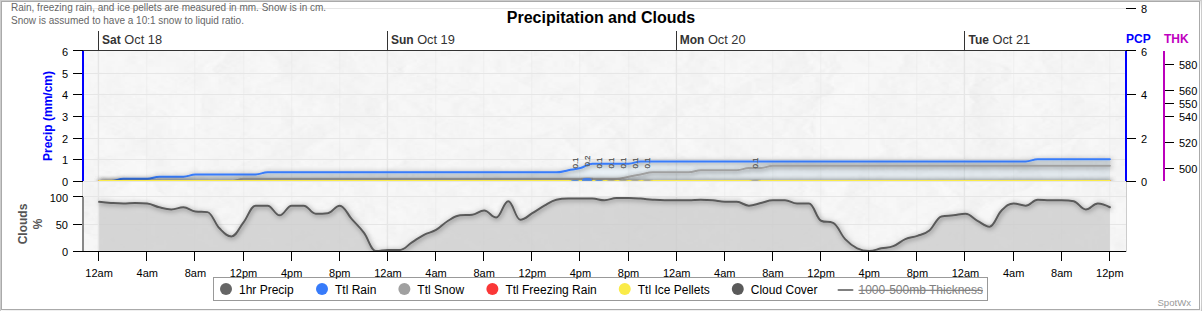 Rain, freezing rain, and ice pellets are measured in mm. Snow is in cm.
Snow is assumed to have a 10:1 snow to liquid ratio.
Precipitation and Clouds
8
Sat Oct 18 Sun Oct 19 Mon Oct 20 Tue Oct 21
PCP THK
Precip (mm/cm)
6 5 4 3 2 1 0
6 4 2 0
580 560 550 540 520 500
0.1 0.2 0.1 0.1 0.1 0.1 0.1 0.1
Clouds
%
100 50 0
12am 4am 8am 12pm 4pm 8pm 12am 4am 8am 12pm 4pm 8pm 12am 4am 8am 12pm 4pm 8pm 12am 4am 8am 12pm
1hr Precip Ttl Rain Ttl Snow Ttl Freezing Rain Ttl Ice Pellets Cloud Cover 1000-500mb Thickness
SpotWx